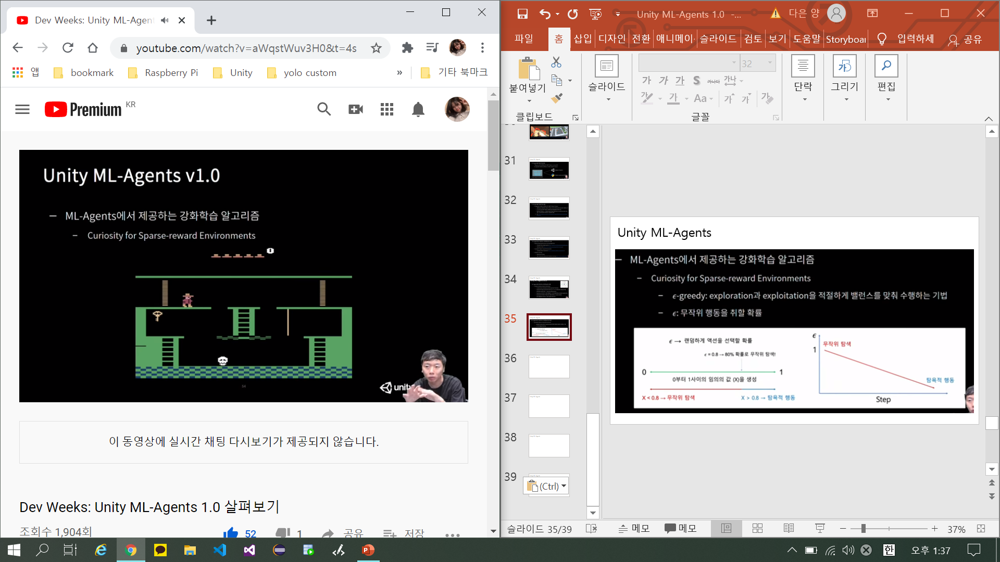 Dev Weeks: Unity ML-Agent
youtube.com/watch?v=aWqstWuv3H0&t=4s
앱
bookmark
Raspberry Pi
Unity
yolo custom
»
기타 북마크
Premium KR
Unity ML-Agents v1.0
– ML-Agents에서 제공하는 강화학습 알고리즘
– Curiosity for Sparse-reward Environments
54
unity
이 동영상에 실시간 채팅 다시보기가 제공되지 않습니다.
Dev Weeks: Unity ML-Agents 1.0 살펴보기
조회수 1,904회
52
1
공유
저장
Unity ML-Agents 1.0 -...
다은 양
파일
홈
삽입
디자인
전환
애니메이
슬라이드
검토
보기
도움말
Storyboar
입력하세
공유
붙여넣기
클립보드
슬라이드
32
가
가
가
S
가나다
간나
가
가
Aa
가
가
가
글꼴
단락
그리기
편집
31
32
33
34
35
36
37
38
39
(Ctrl)
Unity ML-Agents
– ML-Agents에서 제공하는 강화학습 알고리즘
– Curiosity for Sparse-reward Environments
– ϵ-greedy: exploration과 exploitation을 적절하게 밸런스를 맞춰 수행하는 기법
– ϵ: 무작위 행동을 취할 확률
ϵ → 랜덤하게 액션을 선택할 확률
ϵ = 0.8 → 80% 확률로 무작위 탐색!
0
1
0부터 1사이의 임의의 값 (X)을 생성
X < 0.8 → 무작위 탐색
X > 0.8 → 탐욕적 행동
ϵ
1
무작위 탐색
탐욕적 행동
Step
슬라이드 35/39
메모
메모
37%
한
오후 1:37